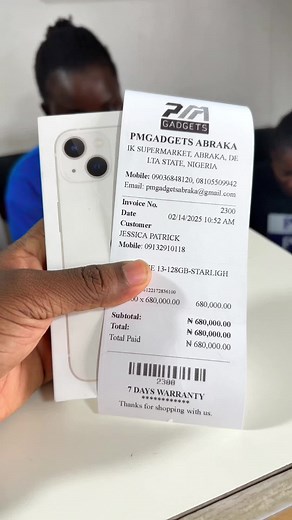 PM
GADGETS
PMGADGETS ABRAKA
JK SUPERMARKET, ABRAKA, DE
LTA STATE, NIGERIA
Mobile: 09036848120, 08105509942
Email: pmgadgetsabraka@gmail.com
Invoice No. 2300
Date 02/14/2025 10:52 AM
Customer
JESSICA PATRICK
Mobile: 09132910118
E 13-128GB-STARLIGH
x 680,000.00 680,000.00
Subtotal: ₦ 680,000.00
Total: ₦ 680,000.00
Total Paid ₦ 680,000.00
2300
7 DAYS WARRANTY
***********
Thanks for shopping with us.